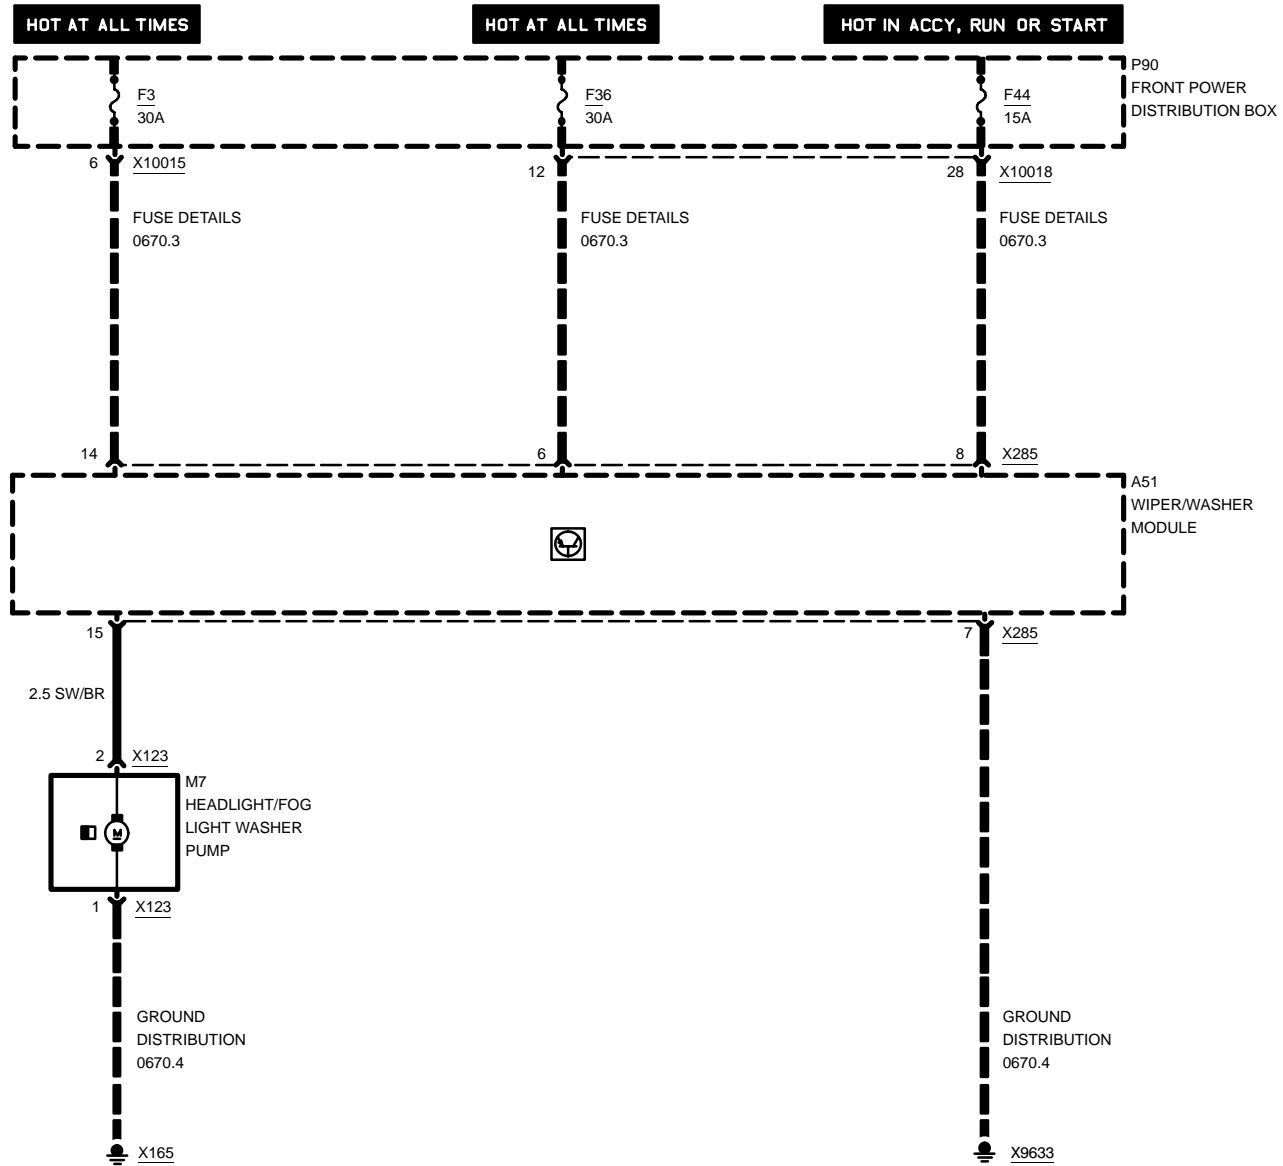 HOT AT ALL TIMES
HOT AT ALL TIMES
HOT IN ACCY, RUN OR START
P90
FRONT POWER
DISTRIBUTION BOX
F3
30A
F36
30A
F44
15A
6
X10015
12
28
X10018
FUSE DETAILS
0670.3
FUSE DETAILS
0670.3
FUSE DETAILS
0670.3
14
6
8
X285
A51
WIPER/WASHER
MODULE
15
7
X285
2.5 SW/BR
2
X123
M7
HEADLIGHT/FOG
LIGHT WASHER
PUMP
M
1
X123
GROUND
DISTRIBUTION
0670.4
GROUND
DISTRIBUTION
0670.4
X165
X9633